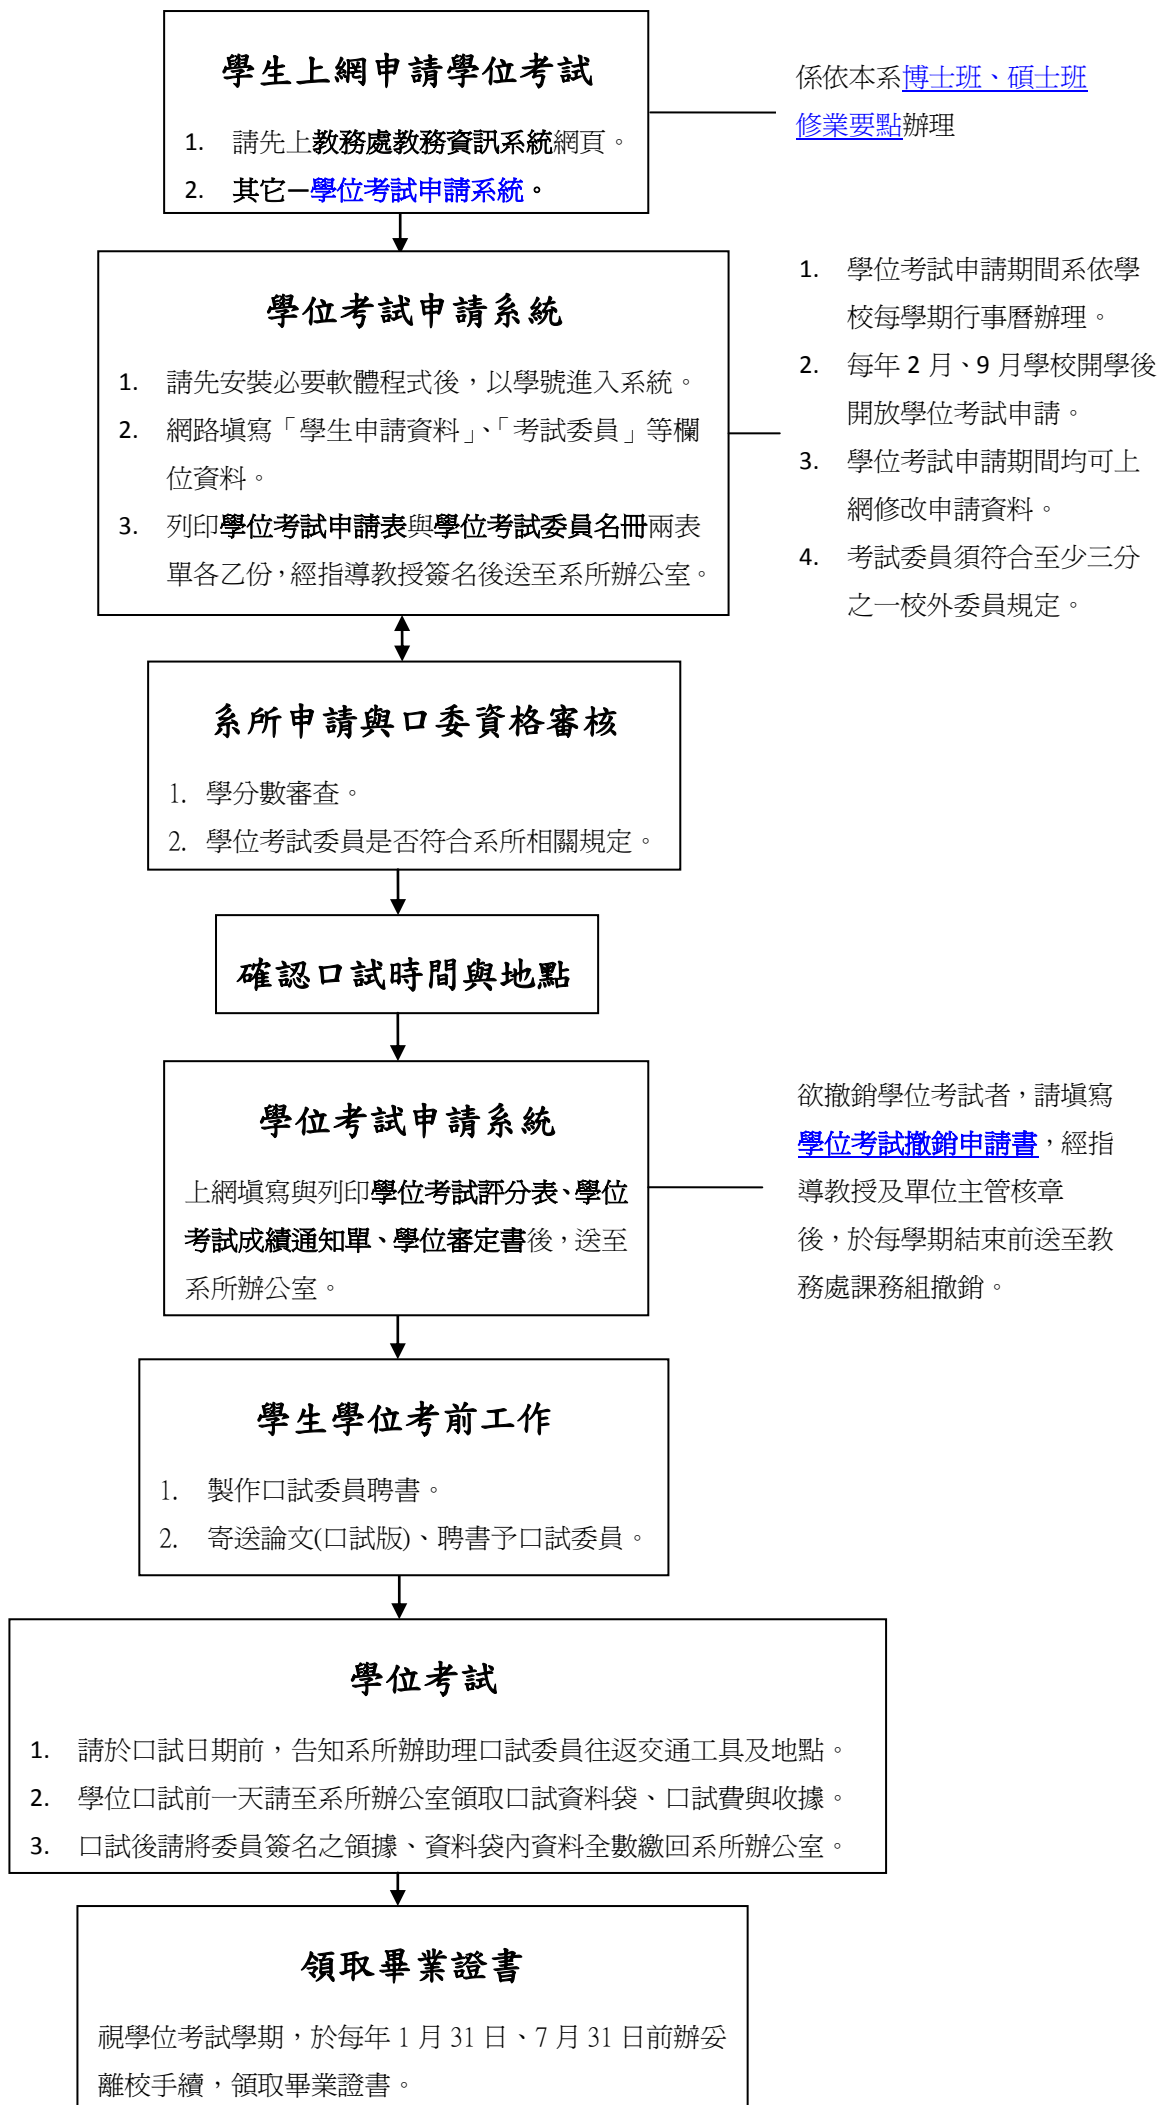 學生上網申請學位考試
1. 請先上教務處教務資訊系統網頁。
2. 其它－學位考試申請系統。
係依本系博士班、碩士班
修業要點辦理
學位考試申請系統
1. 請先安裝必要軟體程式後，以學號進入系統。
2. 網路填寫「學生申請資料」、「考試委員」等欄
位資料。
3. 列印學位考試申請表與學位考試委員名冊兩表
單各乙份，經指導教授簽名後送至系所辦公室。
1. 學位考試申請期間系依學
校每學期行事曆辦理。
2. 每年 2 月、9 月學校開學後
開放學位考試申請。
3. 學位考試申請期間均可上
網修改申請資料。
4. 考試委員須符合至少三分
之一校外委員規定。
系所申請與口委資格審核
1. 學分數審查。
2. 學位考試委員是否符合系所相關規定。
確認口試時間與地點
學位考試申請系統
上網填寫與列印學位考試評分表、學位
考試成績通知單、學位審定書後，送至
系所辦公室。
欲撤銷學位考試者，請填寫
學位考試撤銷申請書，經指
導教授及單位主管核章
後，於每學期結束前送至教
務處課務組撤銷。
學生學位考前工作
1. 製作口試委員聘書。
2. 寄送論文(口試版)、聘書予口試委員。
學位考試
1. 請於口試日期前，告知系所辦助理口試委員往返交通工具及地點。
2. 學位口試前一天請至系所辦公室領取口試資料袋、口試費與收據。
3. 口試後請將委員簽名之領據、資料袋內資料全數繳回系所辦公室。
領取畢業證書
視學位考試學期，於每年 1 月 31 日、7 月 31 日前辦妥
離校手續，領取畢業證書。